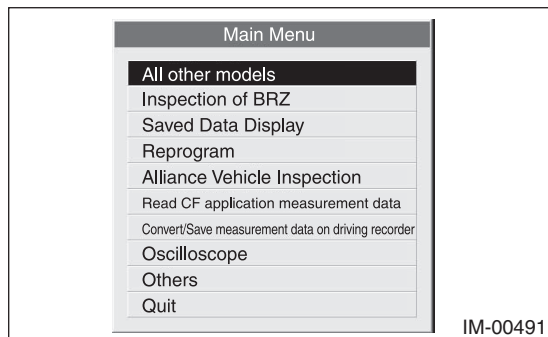 Main Menu
All other models
Inspection of BRZ
Saved Data Display
Reprogram
Alliance Vehicle Inspection
Read CF application measurement data
Convert/Save measurement data on driving recorder
Oscilloscope
Others
Quit
IM-00491